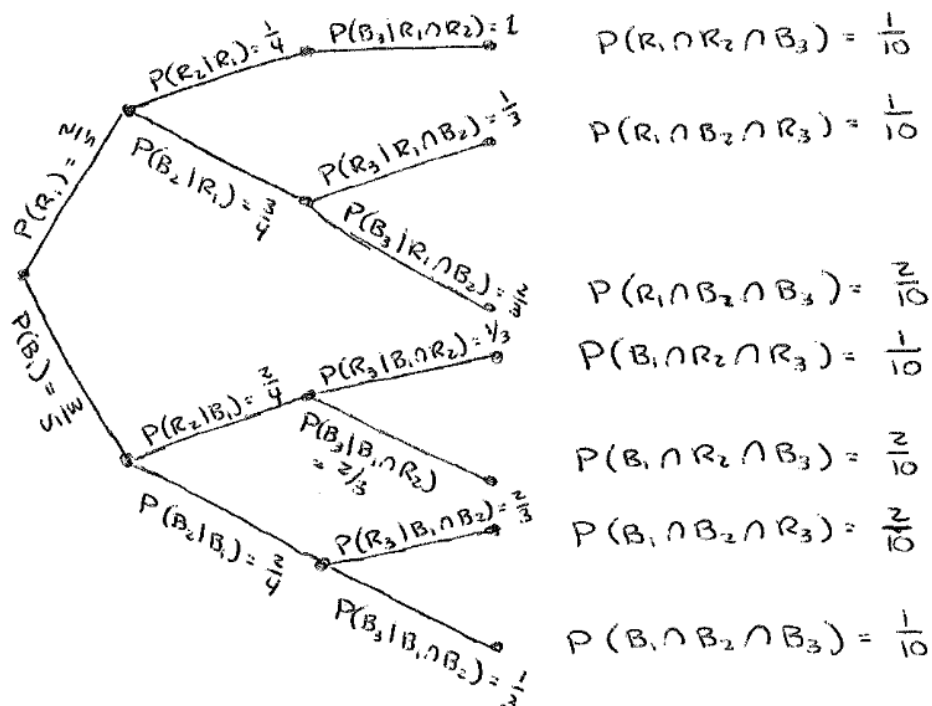 P(R₁) = 2/5
P(B₁) = 3/5
P(R₂|R₁) = 1/4
P(B₂|R₁) = 3/4
P(R₂|B₁) = 2/4
P(B₂|B₁) = 2/4
P(B₃|R₁∩R₂) = 1
P(R₃|R₁∩B₂) = 1/3
P(B₃|R₁∩B₂) = 2/3
P(R₃|B₁∩R₂) = 1/3
P(B₃|B₁∩R₂)
= 2/3
P(R₃|B₁∩B₂) = 2/3
P(B₃|B₁∩B₂) = 1/3
P(R₁∩R₂∩B₃) = 1/10
P(R₁∩B₂∩R₃) = 1/10
P(R₁∩B₂∩B₃) = 2/10
P(B₁∩R₂∩R₃) = 1/10
P(B₁∩R₂∩B₃) = 2/10
P(B₁∩B₂∩R₃) = 2/10
P(B₁∩B₂∩B₃) = 1/10